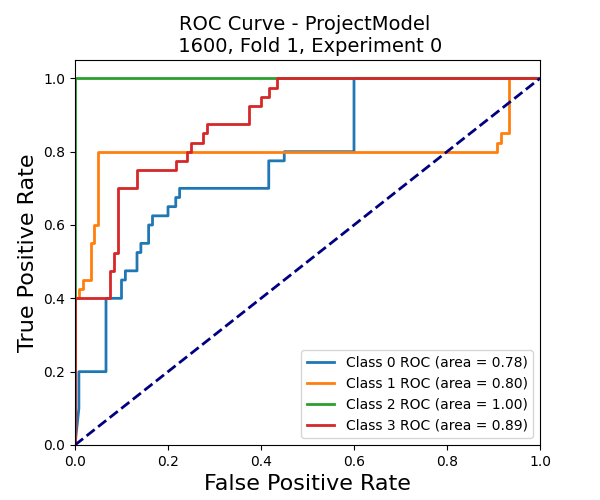 ROC Curve - ProjectModel
1600, Fold 1, Experiment 0
True Positive Rate
1.0
0.8
0.6
0.4
0.2
0.0
0.0 0.2 0.4 0.6 0.8 1.0
False Positive Rate
Class 0 ROC (area = 0.78)
Class 1 ROC (area = 0.80)
Class 2 ROC (area = 1.00)
Class 3 ROC (area = 0.89)